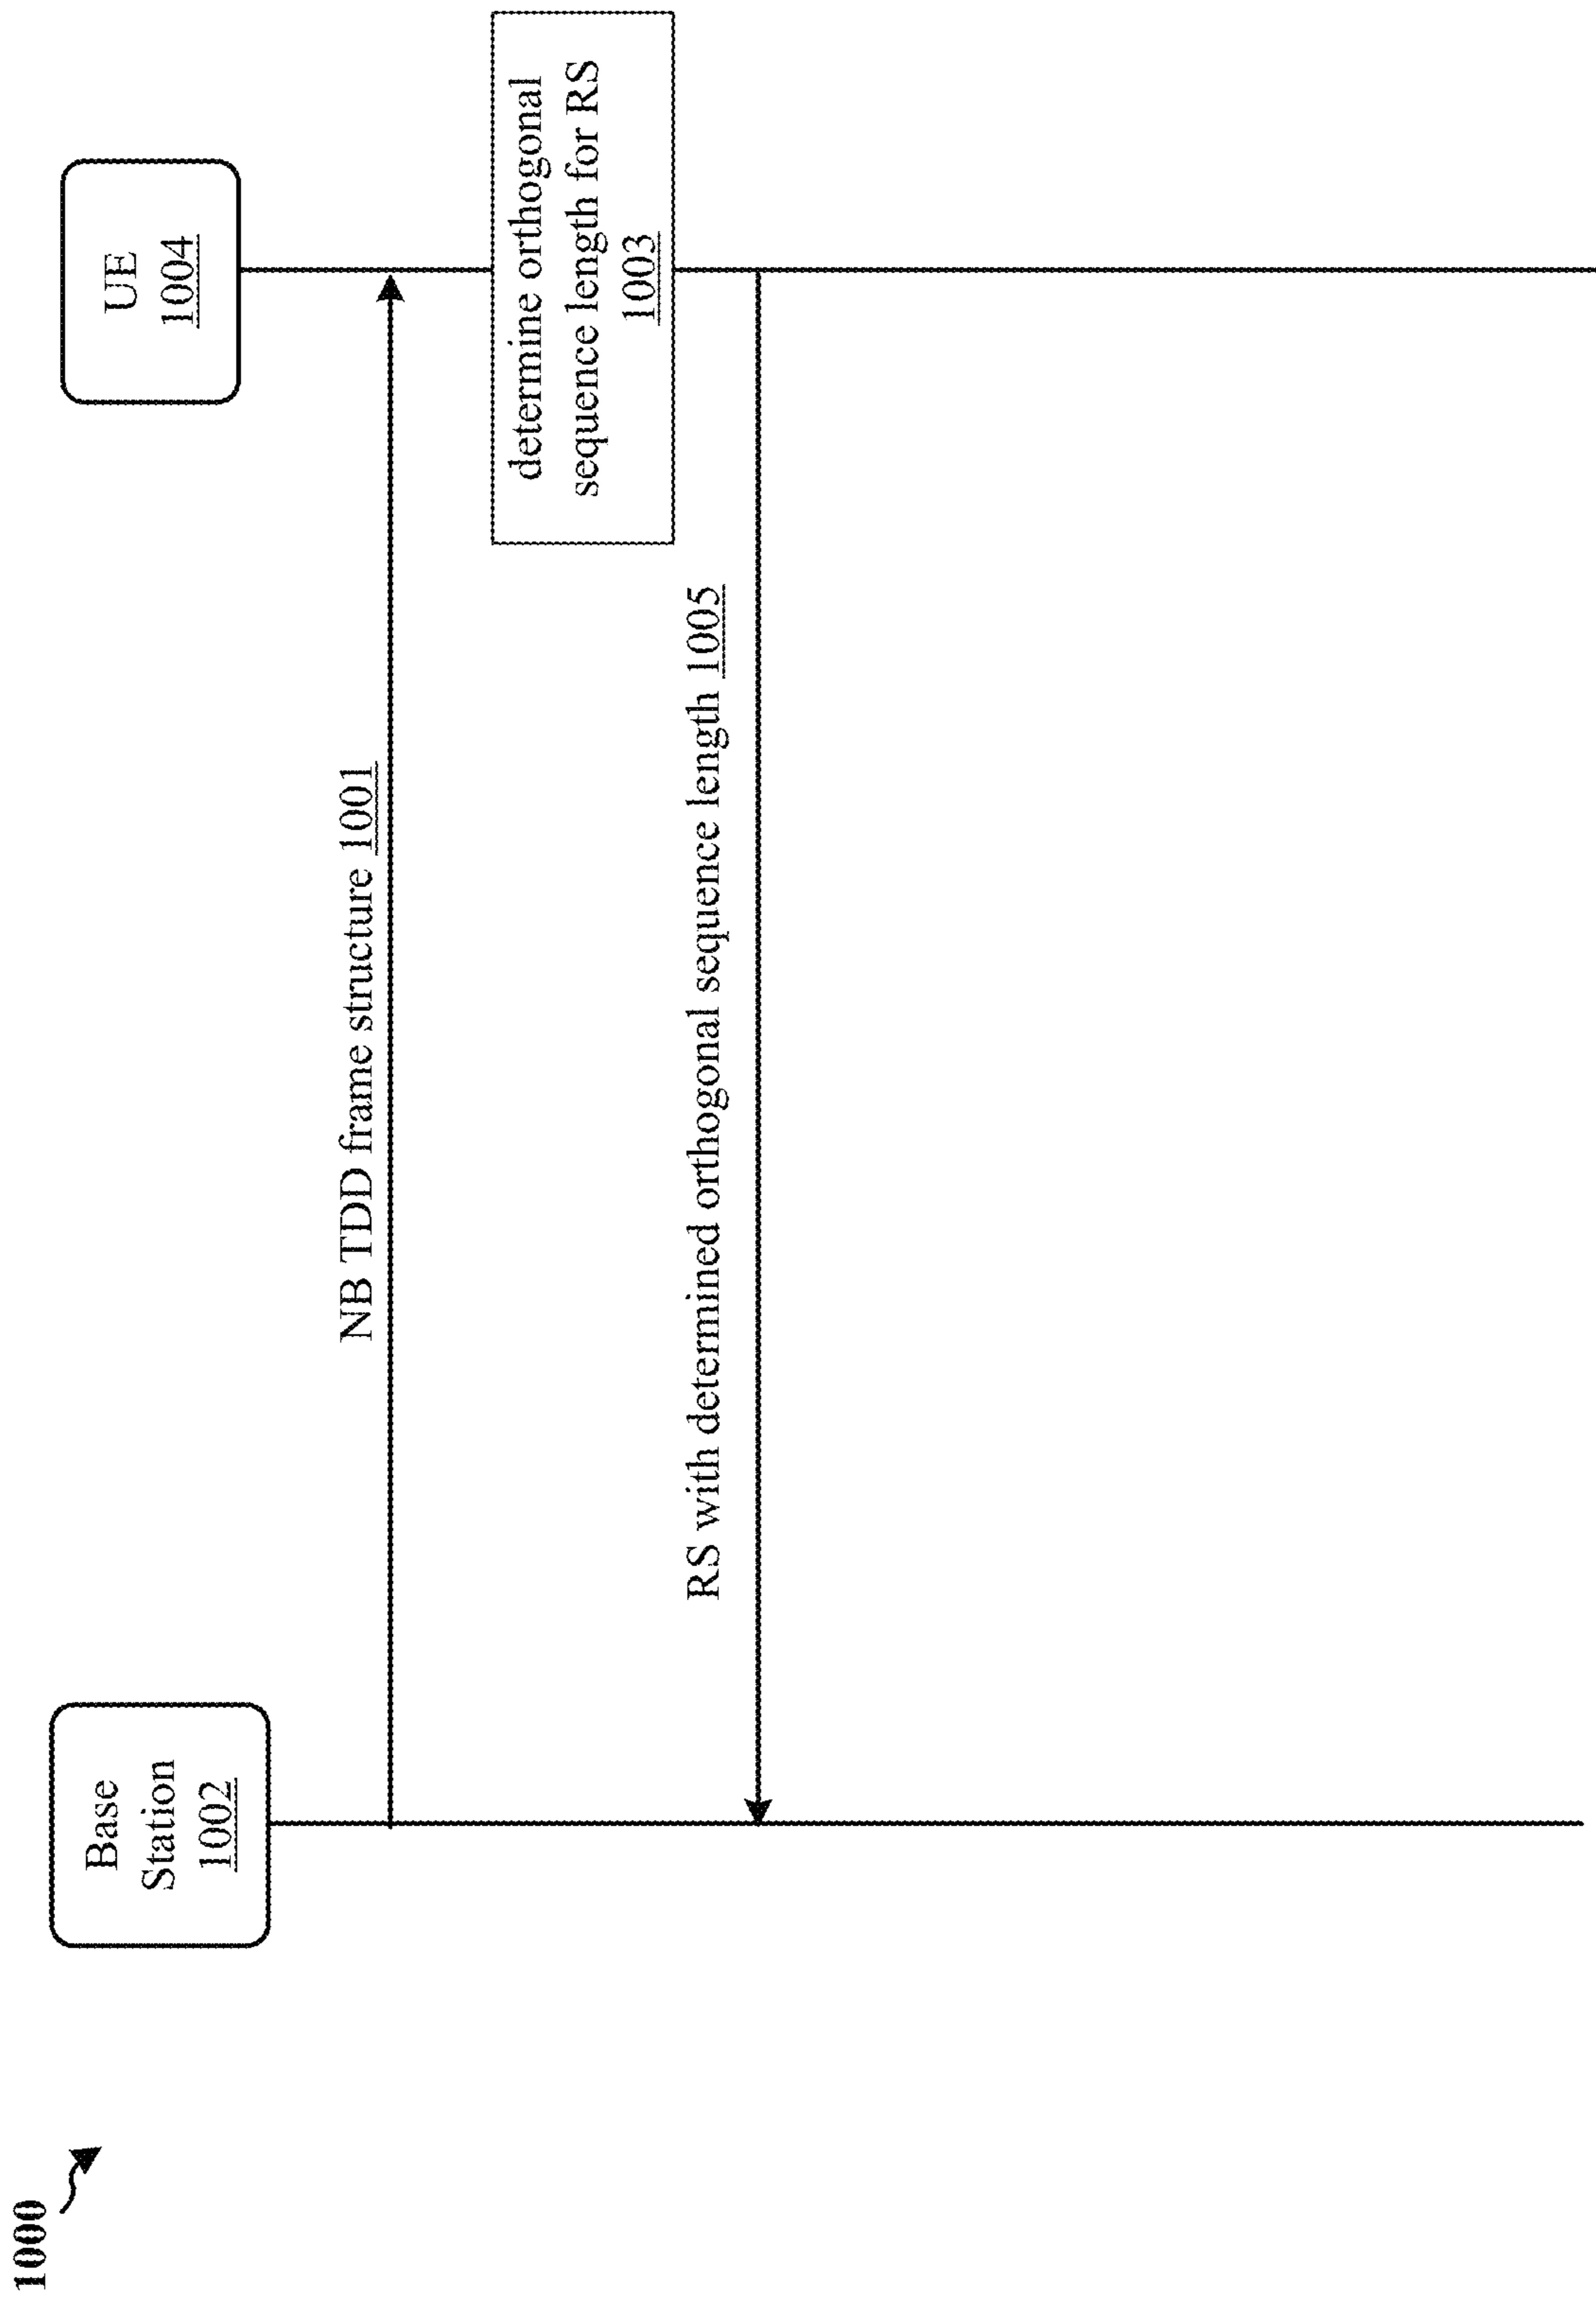 1000
Base
Station
1002
UE
1004
NB TDD frame structure 1001
determine orthogonal
sequence length for RS
1003
RS with determined orthogonal sequence length 1005